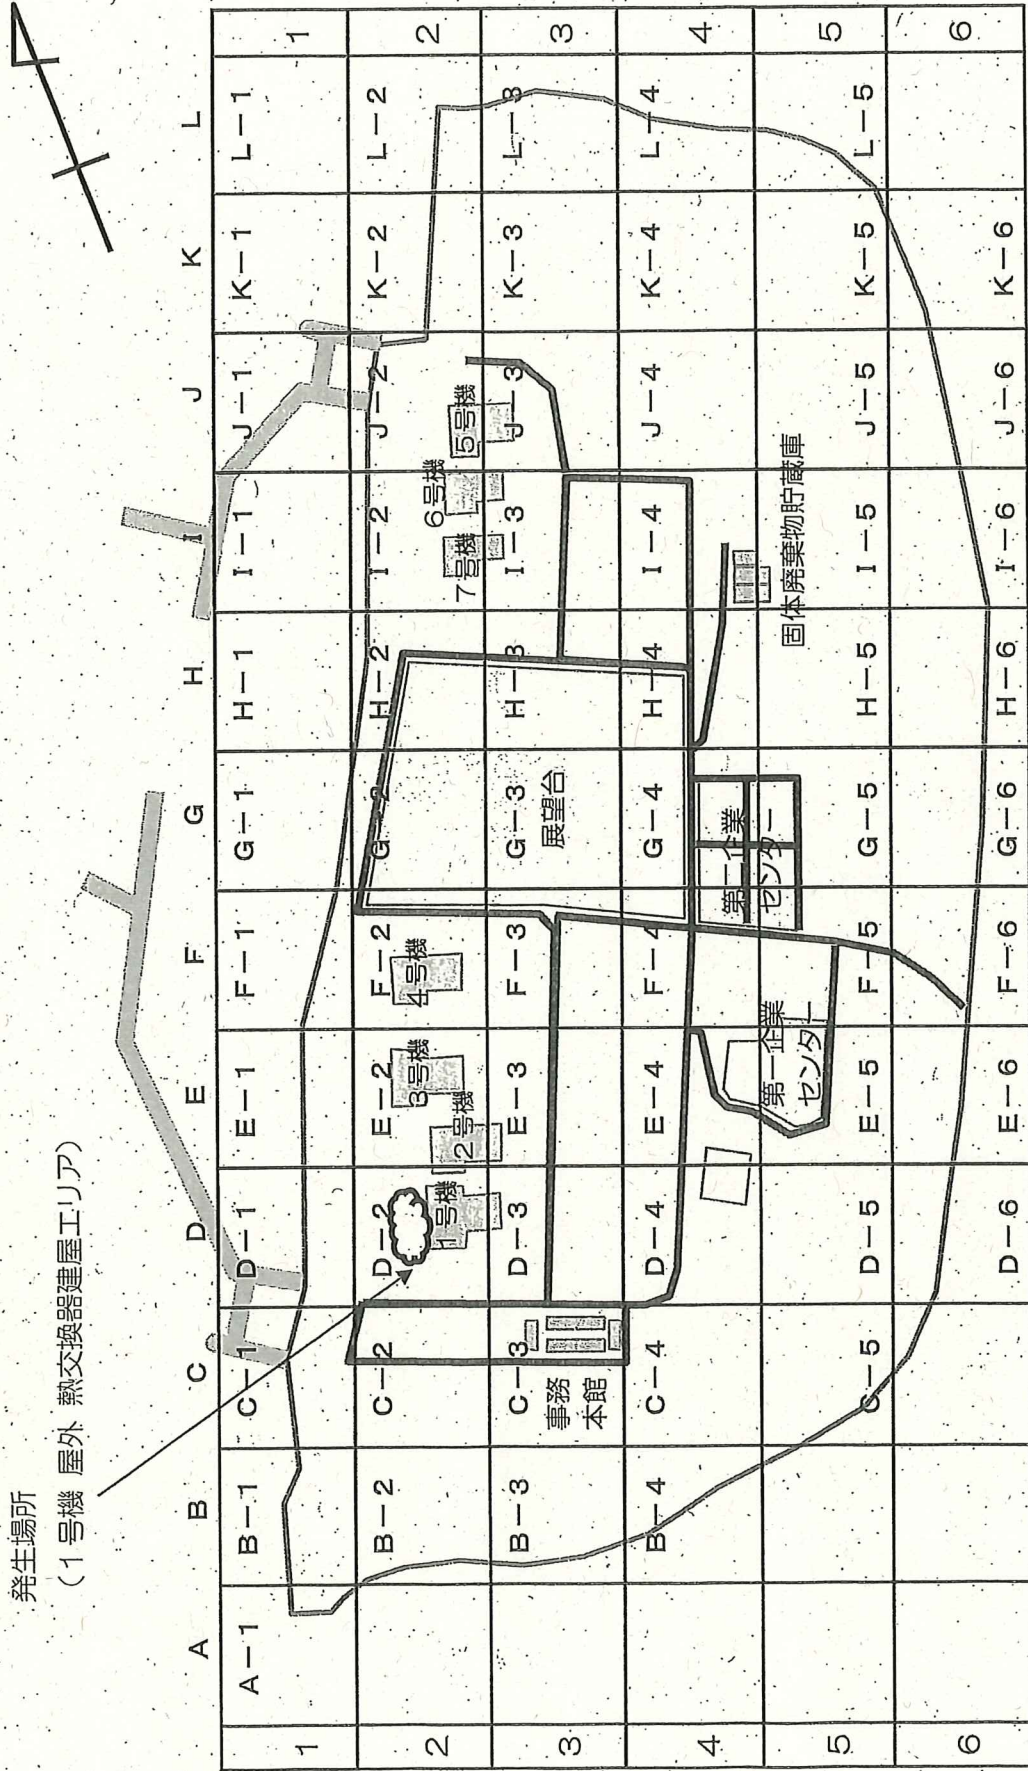 発生場所
(1号機 屋外 熱交換器建屋エリア)
A B C D E F G H I J K L
1 A－1 B－1 C－1 D－1 E－1 F－1 G－1 H－1 I－1 J－1 K－1 L－1 1
2 B－2 C－2 D－2 E－2 F－2 G－2 H－2 I－2 J－2 K－2 L－2 2
1号機 2号機 3号機 4号機 7号機 6号機 5号機
3 B－3 C－3 D－3 E－3 F－3 G－3 H－3 I－3 J－3 K－3 L－3 3
事務
本館
展望台
4 B－4 C－4 D－4 E－4 F－4 G－4 H－4 I－4 J－4 K－4 L－4 4
第二企業
センター
第一企業
センター
固体廃棄物貯蔵庫
5 C－5 D－5 E－5 F－5 G－5 H－5 I－5 J－5 K－5 L－5 5
6 D－6 E－6 F－6 G－6 H－6 I－6 J－6 K－6 6